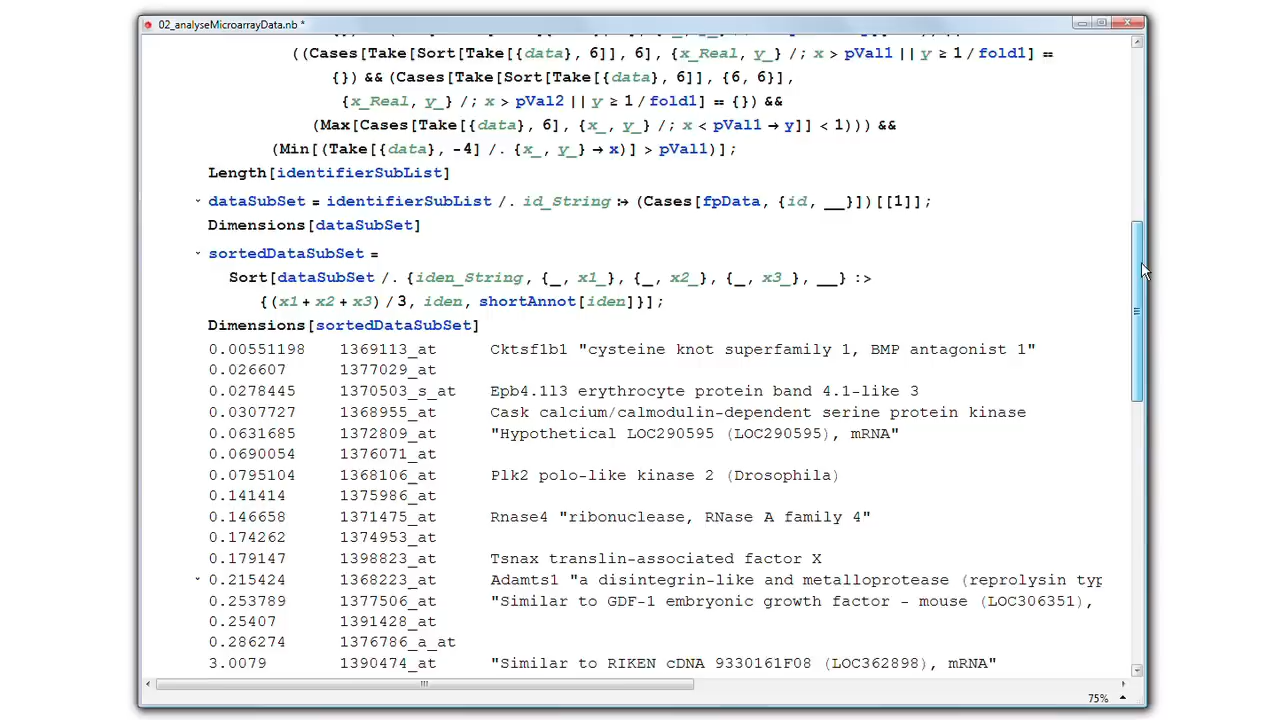 02_analyseMicroarrayData.nb *
((Cases[Take[Sort[Take[{data}, 6]], 6], {x_Real, y_} /; x > pVal1 || y ≥ 1 / fold1] ==
{}) && (Cases[Take[Sort[Take[{data}, 6]], {6, 6}],
{x_Real, y_} /; x > pVal2 || y ≥ 1 / fold1] == {}) &&
(Max[Cases[Take[{data}, 6], {x_, y_} /; x < pVal1 → y]] < 1))) &&
(Min[(Take[{data}, -4] /. {x_, y_} → x)] > pVal1)];
Length[identifierSubList]
dataSubSet = identifierSubList /. id_String :> (Cases[fpData, {id, __}])[[1]];
Dimensions[dataSubSet]
sortedDataSubSet =
Sort[dataSubSet /. {iden_String, {_, x1_}, {_, x2_}, {_, x3_}, __} :>
{(x1 + x2 + x3) / 3, iden, shortAnnot[iden]}];
Dimensions[sortedDataSubSet]
0.00551198 1369113_at Cktsf1b1 "cysteine knot superfamily 1, BMP antagonist 1"
0.026607 1377029_at
0.0278445 1370503_s_at Epb4.1l3 erythrocyte protein band 4.1-like 3
0.0307727 1368955_at Cask calcium/calmodulin-dependent serine protein kinase
0.0631685 1372809_at "Hypothetical LOC290595 (LOC290595), mRNA"
0.0690054 1376071_at
0.0795104 1368106_at Plk2 polo-like kinase 2 (Drosophila)
0.141414 1375986_at
0.146658 1371475_at Rnase4 "ribonuclease, RNase A family 4"
0.174262 1374953_at
0.179147 1398823_at Tsnax translin-associated factor X
0.215424 1368223_at Adamts1 "a disintegrin-like and metalloprotease (reprolysin typ
0.253789 1377506_at "Similar to GDF-1 embryonic growth factor - mouse (LOC306351),
0.25407 1391428_at
0.286274 1376786_a_at
3.0079 1390474_at "Similar to RIKEN cDNA 9330161F08 (LOC362898), mRNA"
75%